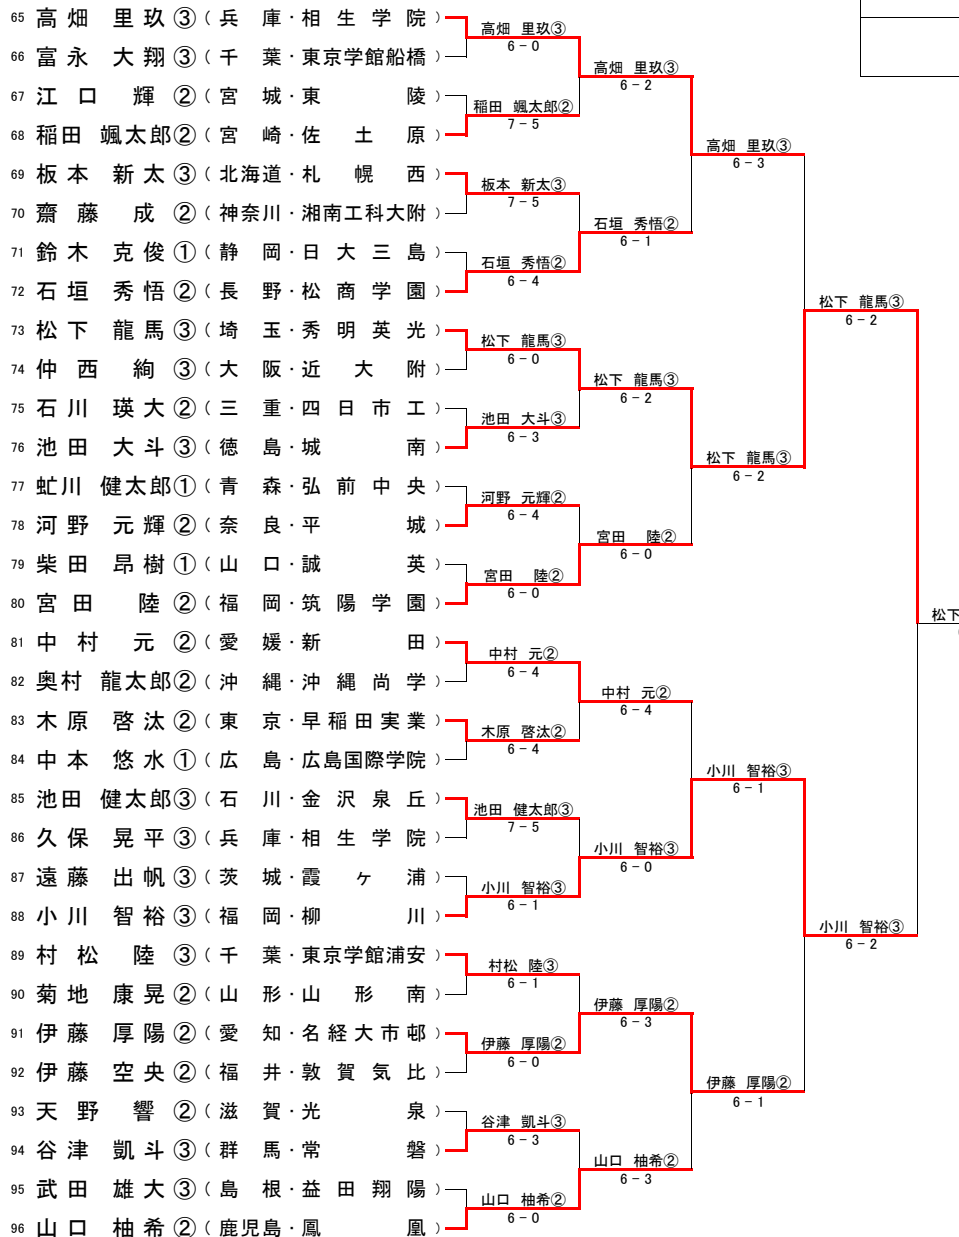 65 高畑 里玖③(兵庫・相生学院)
66 富永 大翔③(千葉・東京学館船橋)
67 江口 輝②(宮城・東陵)
68 稲田 颯太郎②(宮崎・佐土原)
69 板本 新太③(北海道・札幌西)
70 齋藤 成②(神奈川・湘南工科大附)
71 鈴木 克俊①(静岡・日大三島)
72 石垣 秀悟②(長野・松商学園)
73 松下 龍馬③(埼玉・秀明英光)
74 仲西 絢③(大阪・近大附)
75 石川 瑛大②(三重・四日市工)
76 池田 大斗③(徳島・城南)
77 虻川 健太郎①(青森・弘前中央)
78 河野 元輝②(奈良・平城)
79 柴田 昂樹①(山口・誠英)
80 宮田 陸②(福岡・筑陽学園)
81 中村 元②(愛媛・新田)
82 奥村 龍太郎②(沖縄・沖縄尚学)
83 木原 啓汰②(東京・早稲田実業)
84 中本 悠水①(広島・広島国際学院)
85 池田 健太郎③(石川・金沢泉丘)
86 久保 晃平③(兵庫・相生学院)
87 遠藤 出帆③(茨城・霞ヶ浦)
88 小川 智裕③(福岡・柳川)
89 村松 陸③(千葉・東京学館浦安)
90 菊地 康晃②(山形・山形南)
91 伊藤 厚陽②(愛知・名経大市邨)
92 伊藤 空央②(福井・敦賀気比)
93 天野 響②(滋賀・光泉)
94 谷津 凱斗③(群馬・常磐)
95 武田 雄大③(島根・益田翔陽)
96 山口 柚希②(鹿児島・鳳凰)
高畑 里玖③
6-0
稲田 颯太郎②
7-5
板本 新太③
7-5
石垣 秀悟②
6-4
松下 龍馬③
6-0
池田 大斗③
6-3
河野 元輝②
6-4
宮田 陸②
6-0
中村 元②
6-4
木原 啓汰②
6-4
池田 健太郎③
7-5
小川 智裕③
6-1
村松 陸③
6-1
伊藤 厚陽②
6-0
谷津 凱斗③
6-3
山口 柚希②
6-0
高畑 里玖③
6-2
石垣 秀悟②
6-1
松下 龍馬③
6-2
宮田 陸②
6-0
中村 元②
6-4
小川 智裕③
6-0
伊藤 厚陽②
6-3
山口 柚希②
6-3
高畑 里玖③
6-3
松下 龍馬③
6-2
小川 智裕③
6-1
伊藤 厚陽②
6-1
松下 龍馬③
6-2
小川 智裕③
6-2
松下